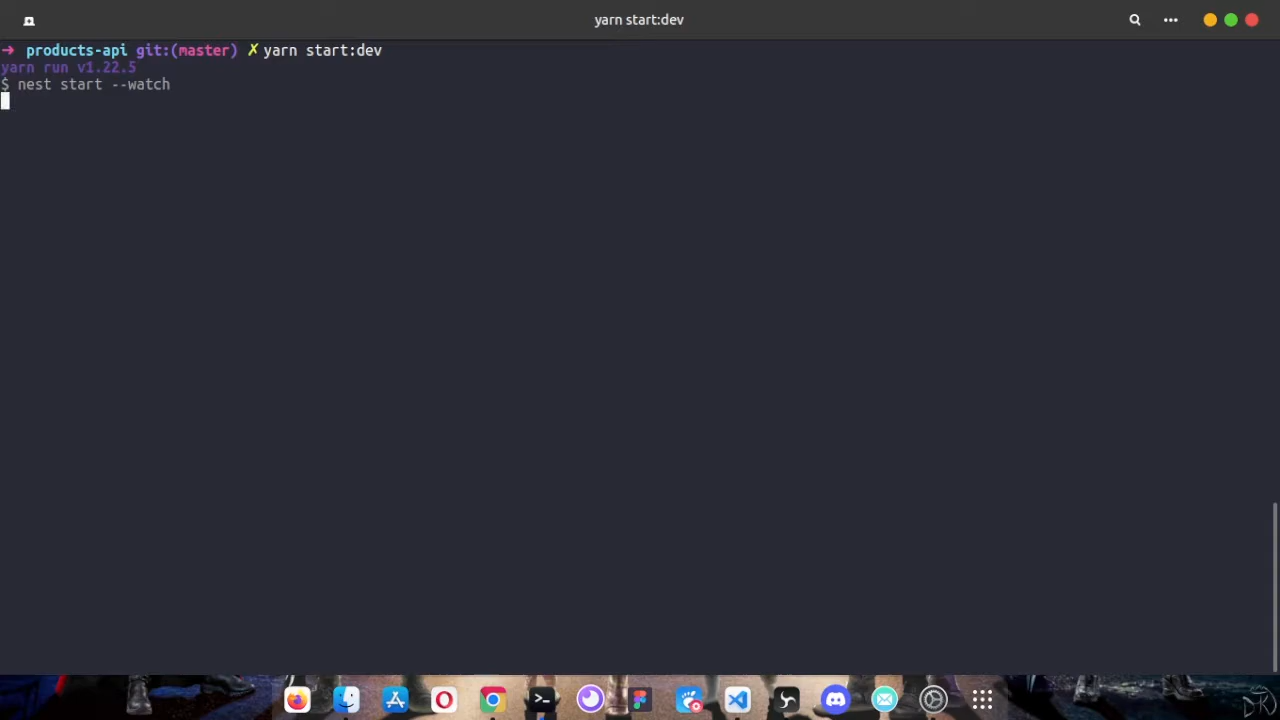 yarn start:dev
➜ products-api git:(master) ✗ yarn start:dev
yarn run v1.22.5
$ nest start --watch